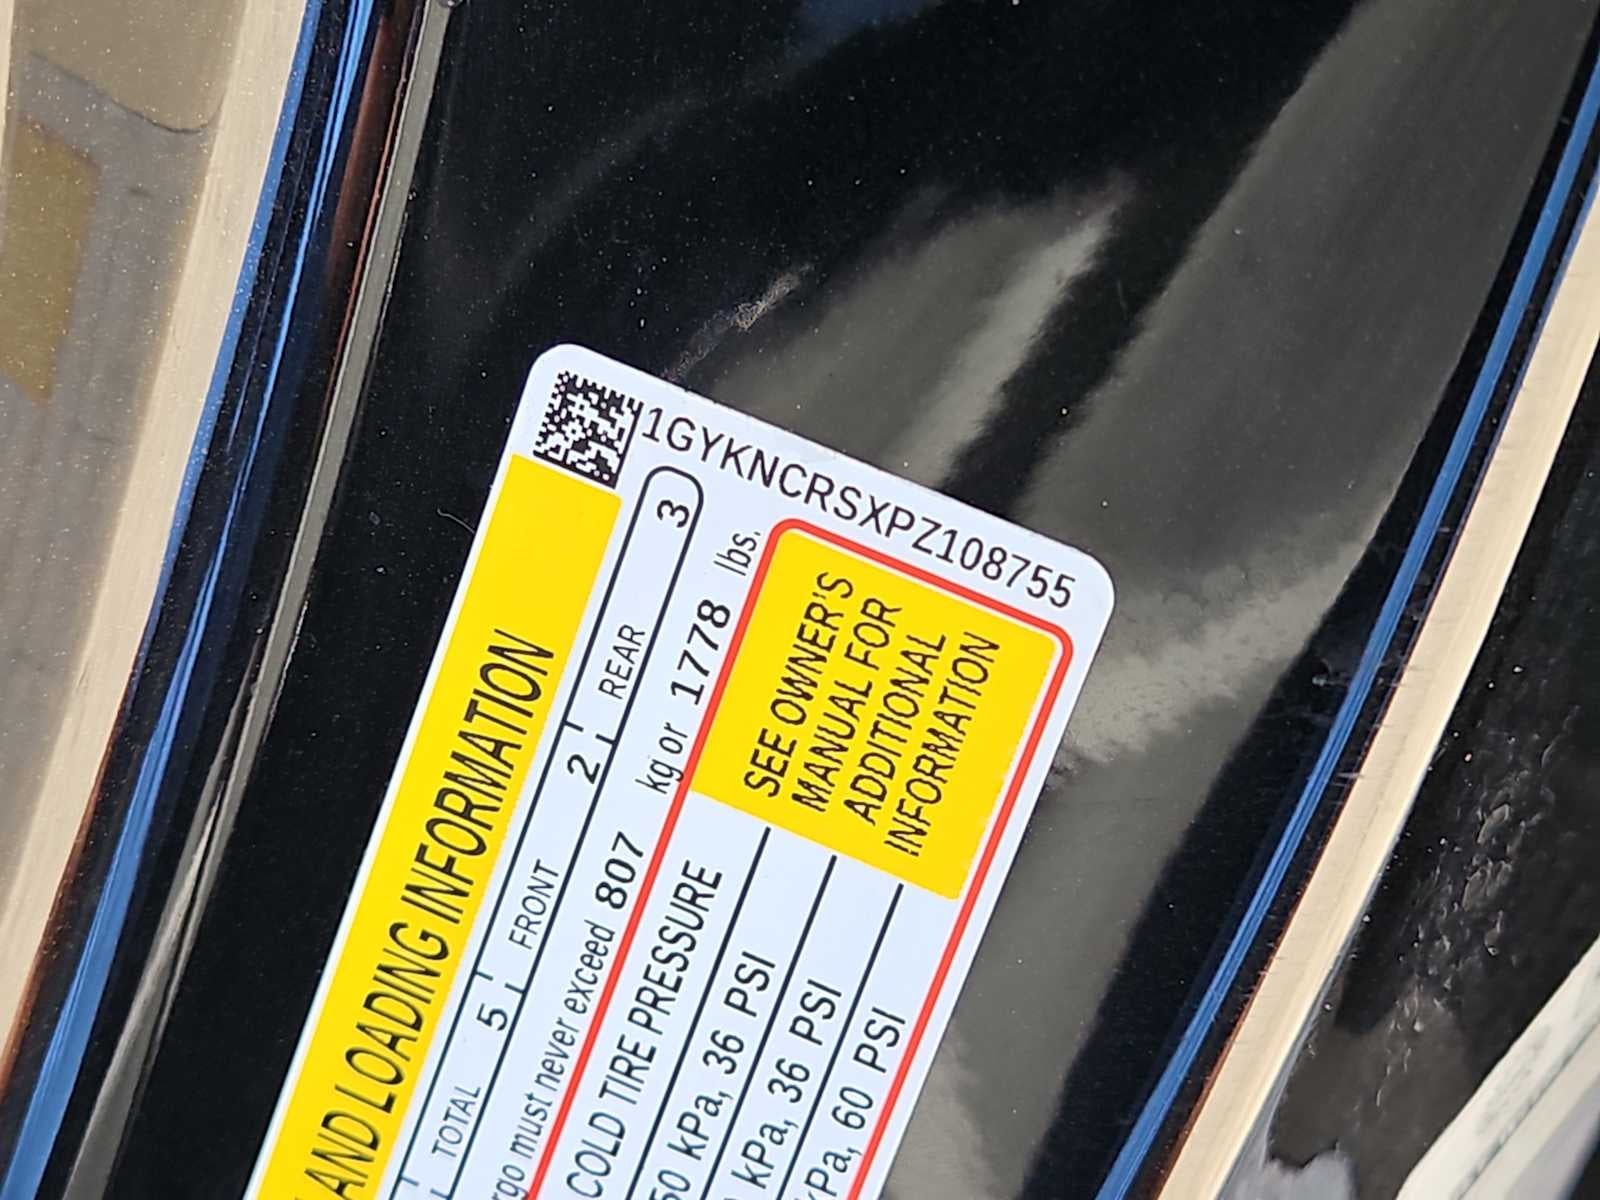 1GYKNCRSXPZ108755
AND LOADING INFORMATION
TOTAL 5 FRONT 2 REAR 3
must never exceed 807 kg or 1778 lbs.
COLD TIRE PRESSURE
kPa, 36 PSI
kPa, 36 PSI
kPa, 60 PSI
SEE OWNER'S
MANUAL FOR
ADDITIONAL
INFORMATION